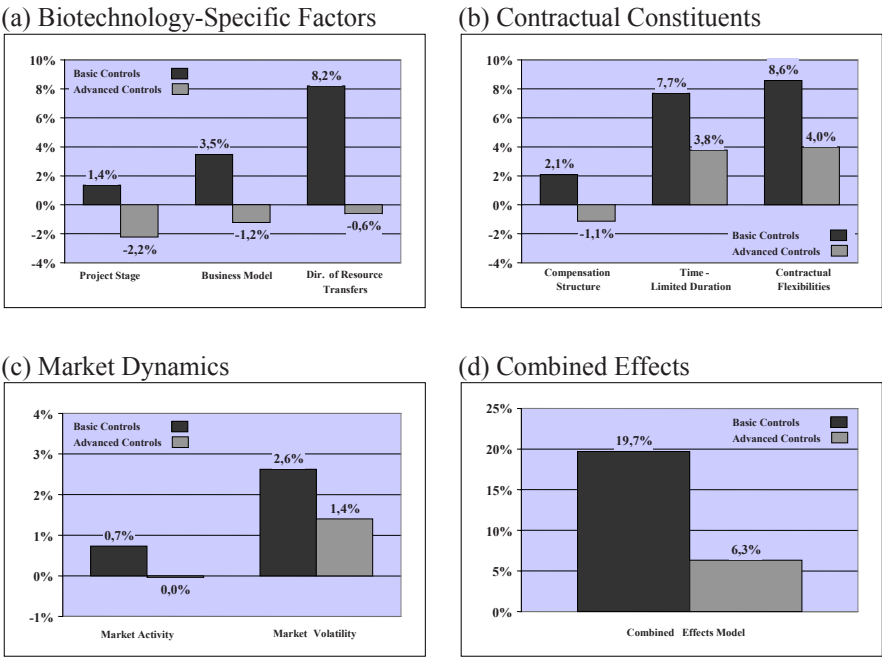 (a) Biotechnology-Specific Factors
10%
8%
6%
4%
2%
0%
-2%
-4%
Basic Controls
Advanced Controls
1,4%
-2,2%
3,5%
-1,2%
8,2%
-0,6%
Project Stage
Business Model
Dir. of Resource
Transfers
(b) Contractual Constituents
10%
8%
6%
4%
2%
0%
-2%
-4%
2,1%
-1,1%
7,7%
3,8%
8,6%
4,0%
Basic Controls
Advanced Controls
Compensation
Structure
Time -
Limited Duration
Contractual
Flexibilities
(c) Market Dynamics
4%
3%
2%
1%
0%
-1%
Basic Controls
Advanced Controls
0,7%
0,0%
2,6%
1,4%
Market Activity
Market Volatility
(d) Combined Effects
25%
20%
15%
10%
5%
0%
Basic Controls
Advanced Controls
19,7%
6,3%
Combined Effects Model